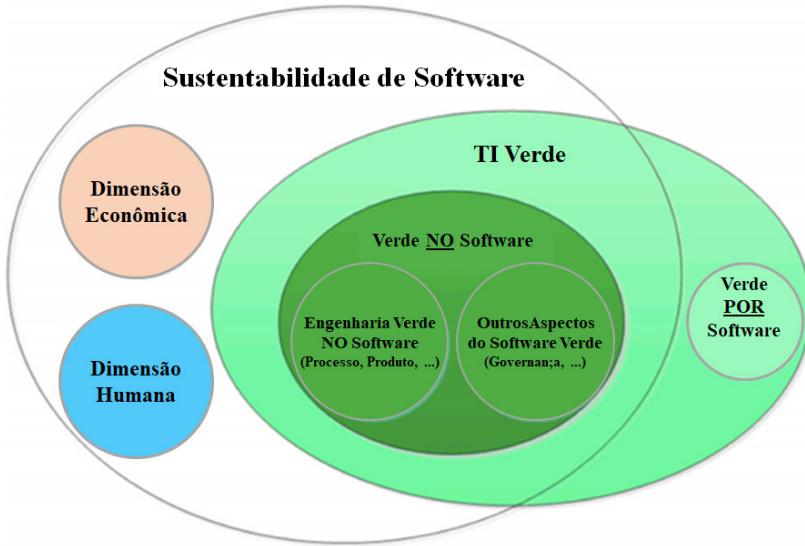 Sustentabilidade de Software
TI Verde
Dimensão
Econômica
Verde NO Software
Verde
POR
Software
Engenharia Verde
NO Software
(Processo, Produto, ...)
OutrosAspectos
do Software Verde
(Governan;a, ...)
Dimensão
Humana